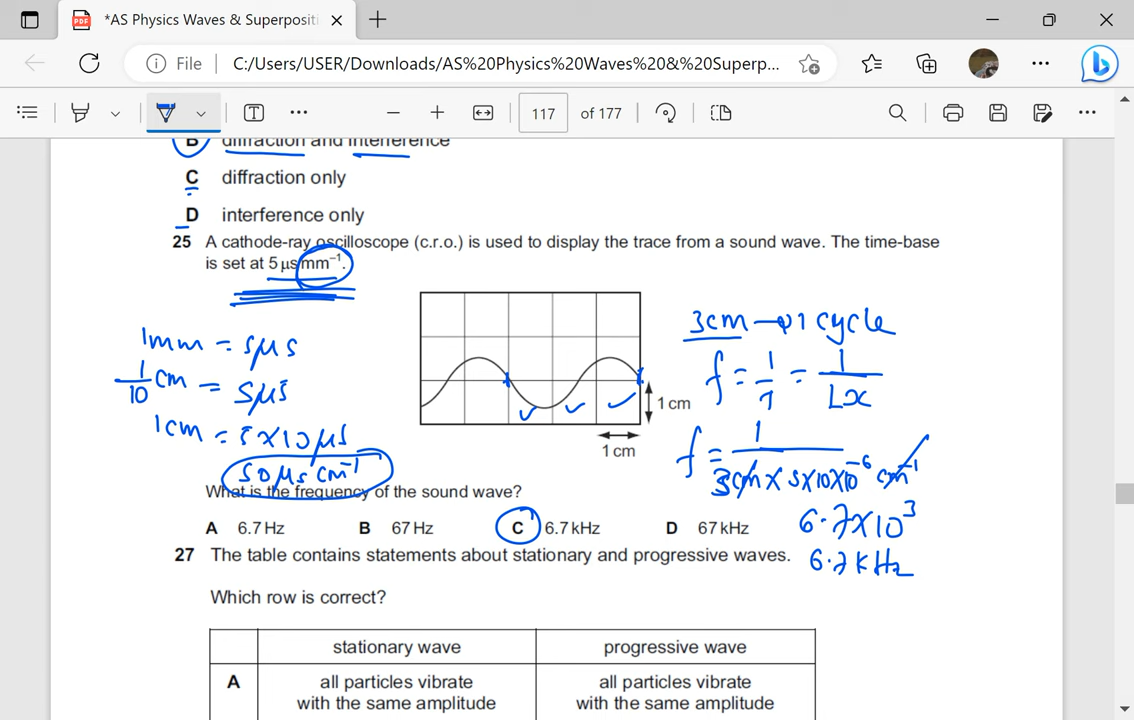 *AS Physics Waves & Superpositi
File C:/Users/USER/Downloads/AS%20Physics%20Waves%20&%20Superp...
117 of 177
B diffraction and interference
C diffraction only
D interference only
25 A cathode-ray oscilloscope (c.r.o.) is used to display the trace from a sound wave. The time-base
is set at 5 μs mm⁻¹.
1mm = 5μs
1/10 cm = 5μs
1cm = 5×10μs
50μs cm⁻¹
1 cm
1 cm
3cm → 1 cycle
f = 1/T = 1/Lx
f = 1/(3cm × 5×10×10⁻⁶ cm⁻¹)
6.7×10³
6.7kHz
What is the frequency of the sound wave?
A 6.7 Hz B 67 Hz C 6.7 kHz D 67 kHz
27 The table contains statements about stationary and progressive waves.
Which row is correct?
stationary wave progressive wave
A all particles vibrate all particles vibrate
with the same amplitude with the same amplitude